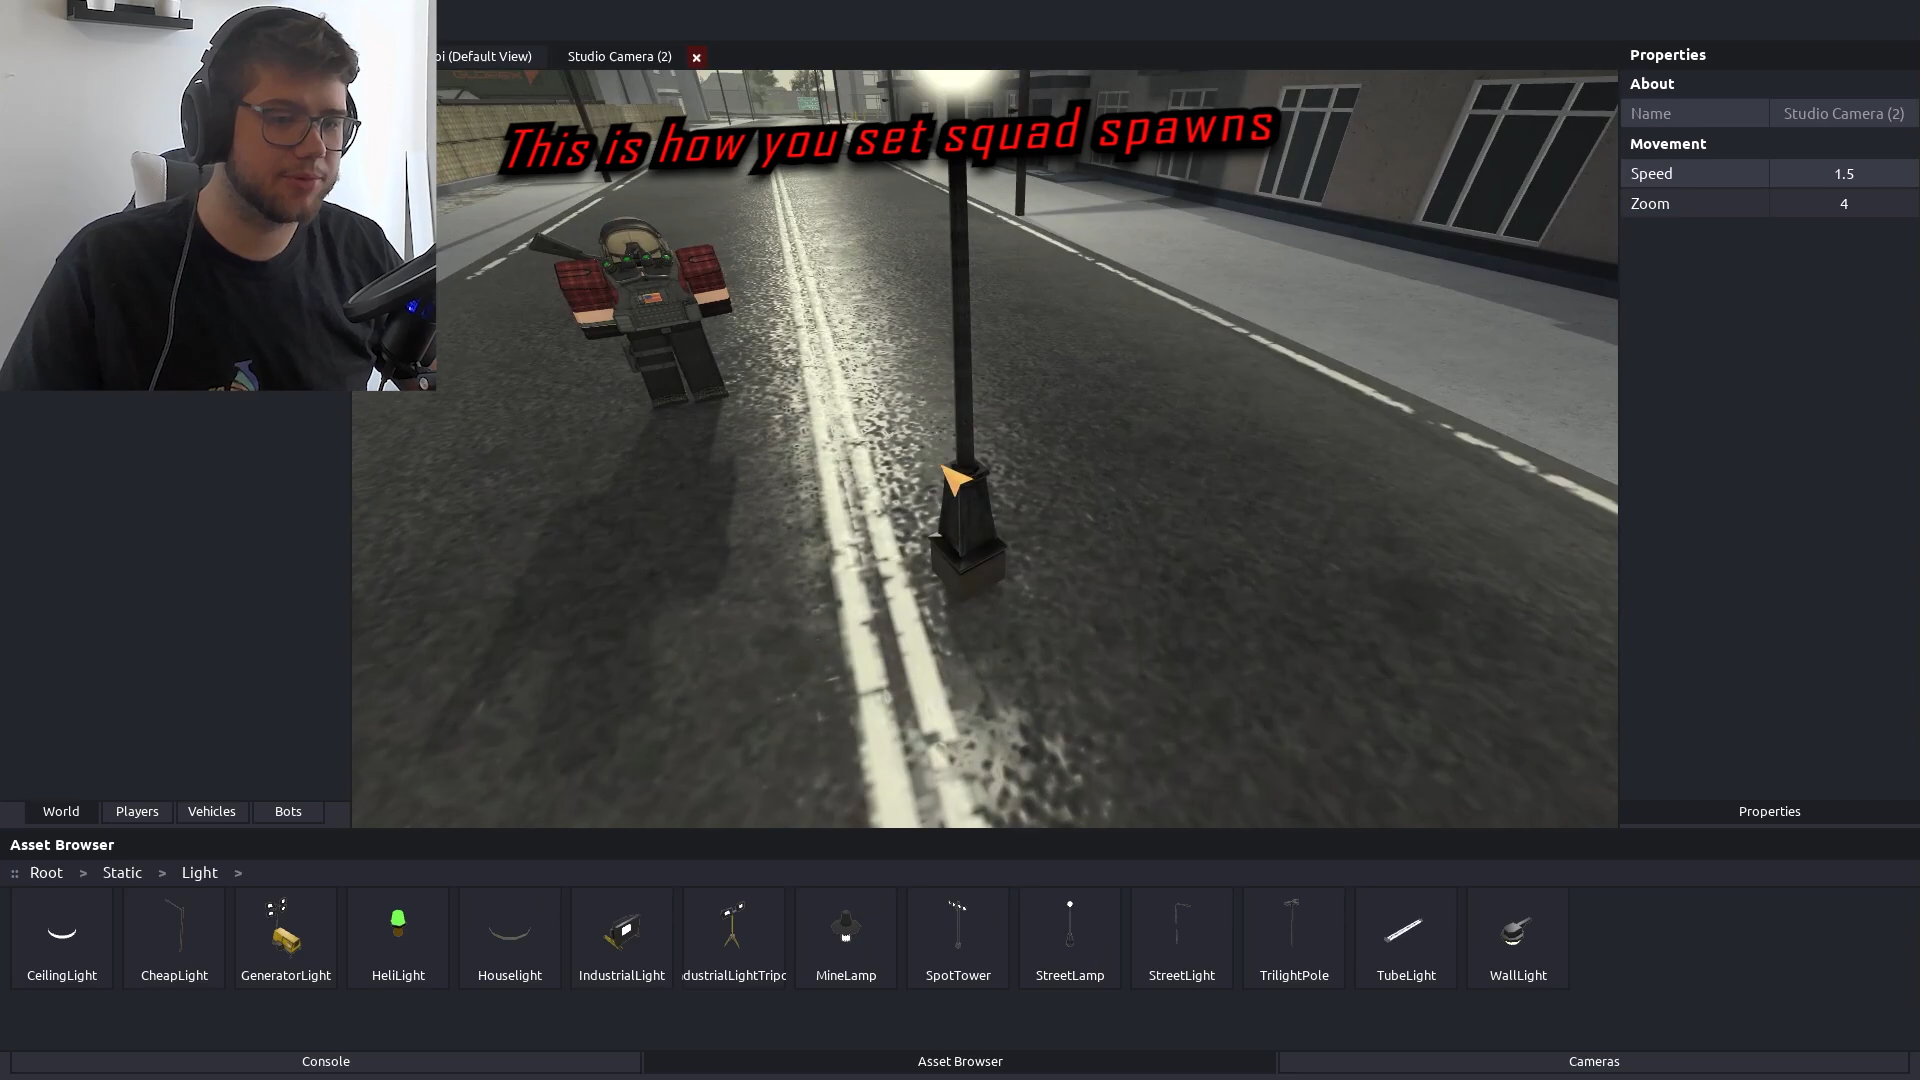 oi (Default View)
Studio Camera (2)
x
Properties
About
Name
Studio Camera (2)
Movement
Speed
1.5
Zoom
4
This is how you set squad spawns
World
Players
Vehicles
Bots
Properties
Asset Browser
Root > Static > Light >
CeilingLight
CheapLight
GeneratorLight
HeliLight
Houselight
IndustrialLight
dustrialLightTripo
MineLamp
SpotTower
StreetLamp
StreetLight
TrilightPole
TubeLight
WallLight
Console
Asset Browser
Cameras